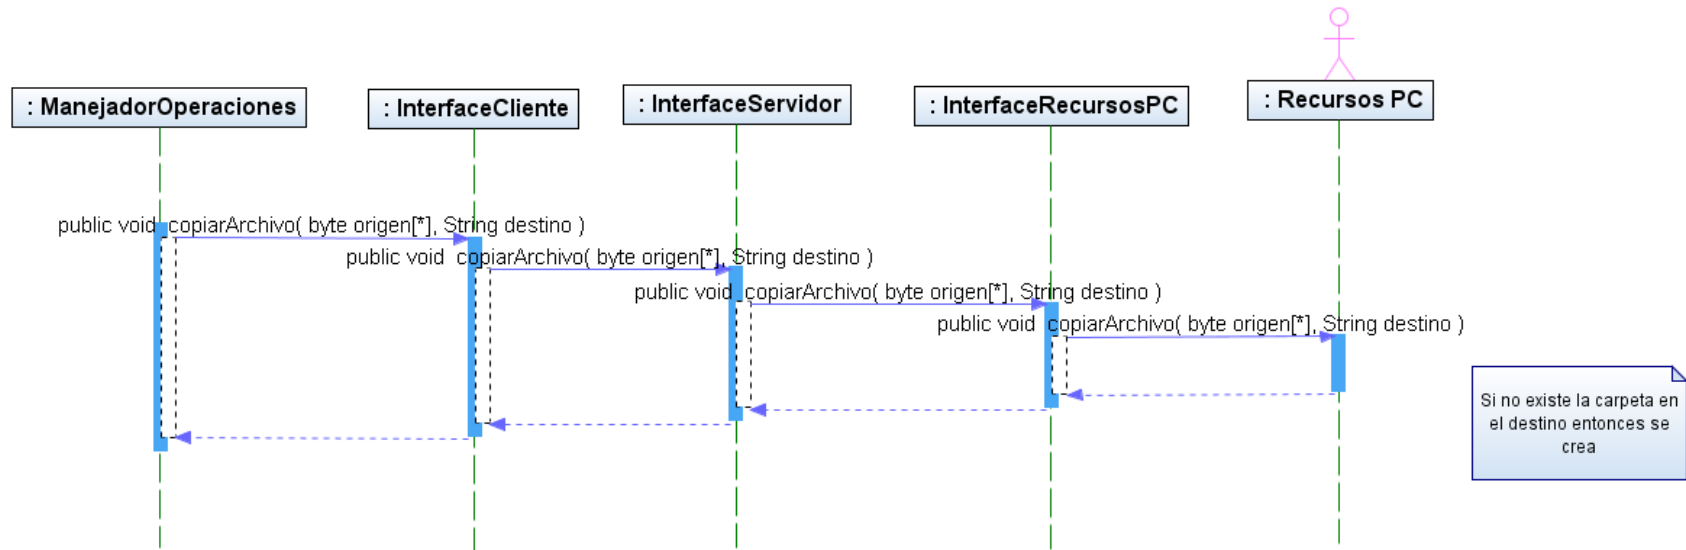 : ManejadorOperaciones
: InterfaceCliente
: InterfaceServidor
: InterfaceRecursosPC
: Recursos PC
public void copiarArchivo( byte origen[*], String destino )
public void copiarArchivo( byte origen[*], String destino )
public void copiarArchivo( byte origen[*], String destino )
public void copiarArchivo( byte origen[*], String destino )
Si no existe la carpeta en
el destino entonces se
crea